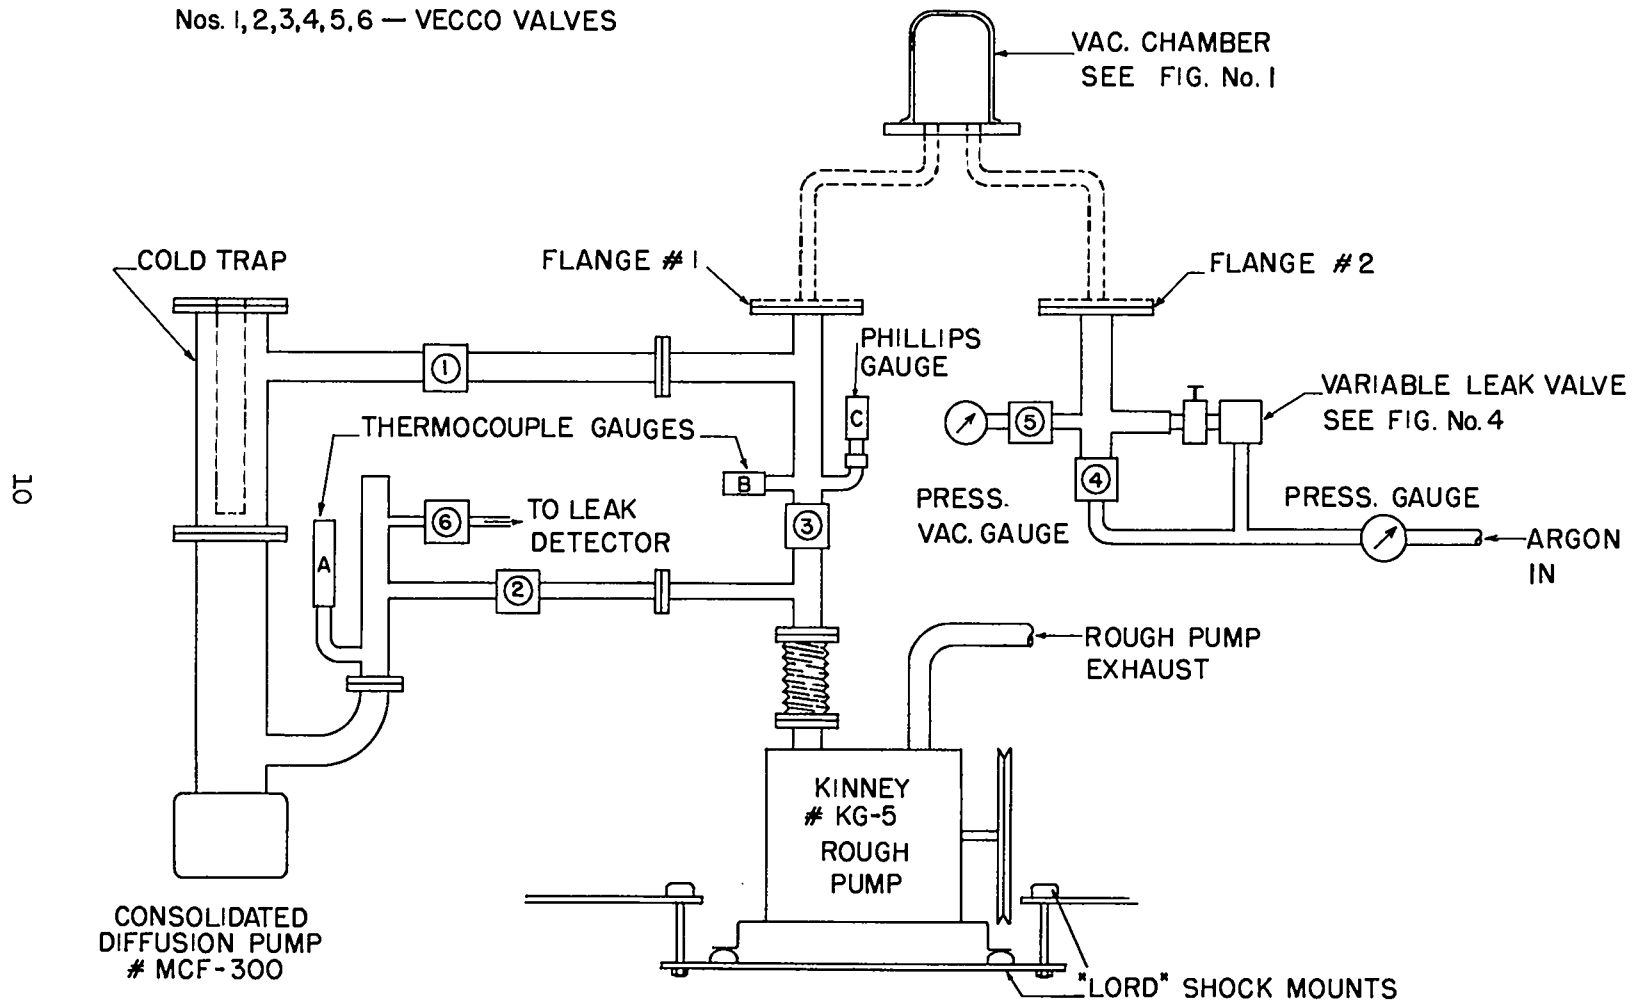 Nos. 1,2,3,4,5,6 — VECCO VALVES
VAC. CHAMBER
SEE FIG. No. 1
COLD TRAP
FLANGE # 1
FLANGE #2
PHILLIPS
GAUGE
1
C
VARIABLE LEAK VALVE
SEE FIG. No. 4
THERMOCOUPLE GAUGES
5
B
4
10
PRESS.
VAC. GAUGE
PRESS. GAUGE
6
TO LEAK
DETECTOR
3
A
ARGON
IN
2
ROUGH PUMP
EXHAUST
KINNEY
# KG-5
ROUGH
PUMP
CONSOLIDATED
DIFFUSION PUMP
# MCF-300
"LORD" SHOCK MOUNTS